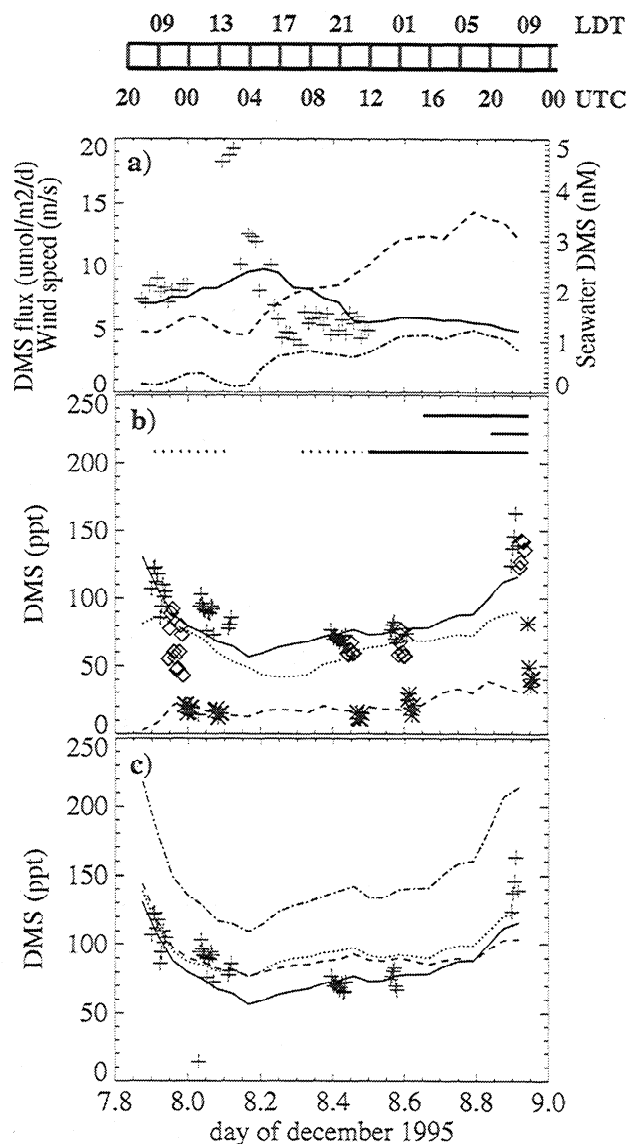 09 13 17 21 01 05 09 LDT
20 00 04 08 12 16 20 00 UTC
a)
20
15
10
5
0
DMS flux (umol/m2/d)
Wind speed (m/s)
5
4
3
2
1
0
Seawater DMS (nM)
b)
250
200
150
100
50
0
DMS (ppt)
c)
250
200
150
100
50
0
DMS (ppt)
7.8 8.0 8.2 8.4 8.6 8.8 9.0
day of december 1995